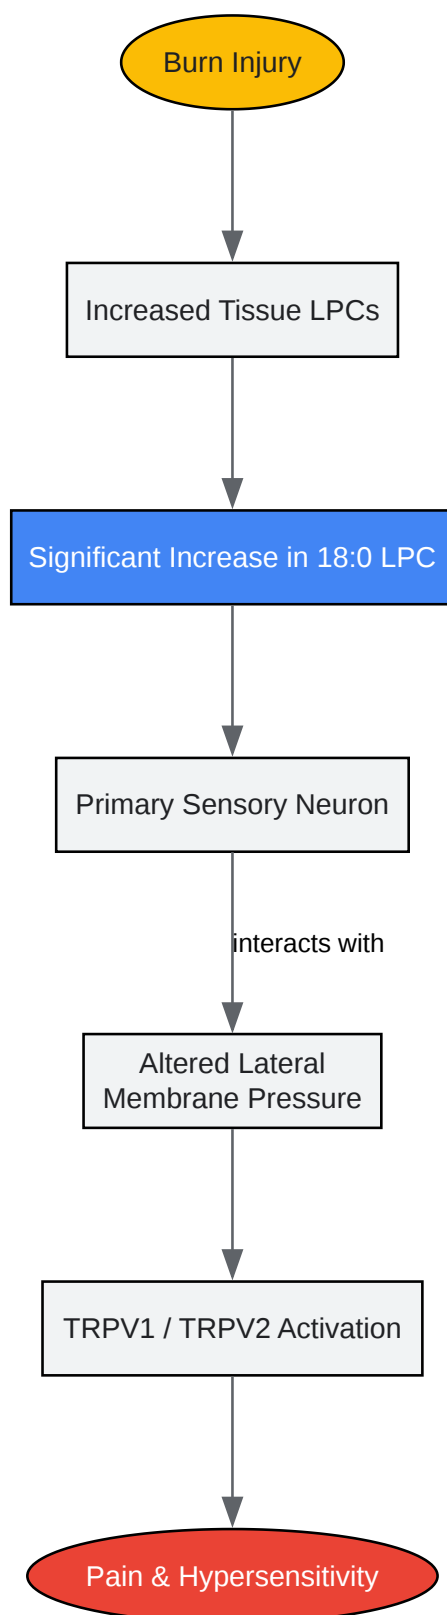 Burn Injury
Increased Tissue LPCs
Significant Increase in 18:0 LPC
Primary Sensory Neuron
interacts with
Altered Lateral
Membrane Pressure
TRPV1 / TRPV2 Activation
Pain & Hypersensitivity